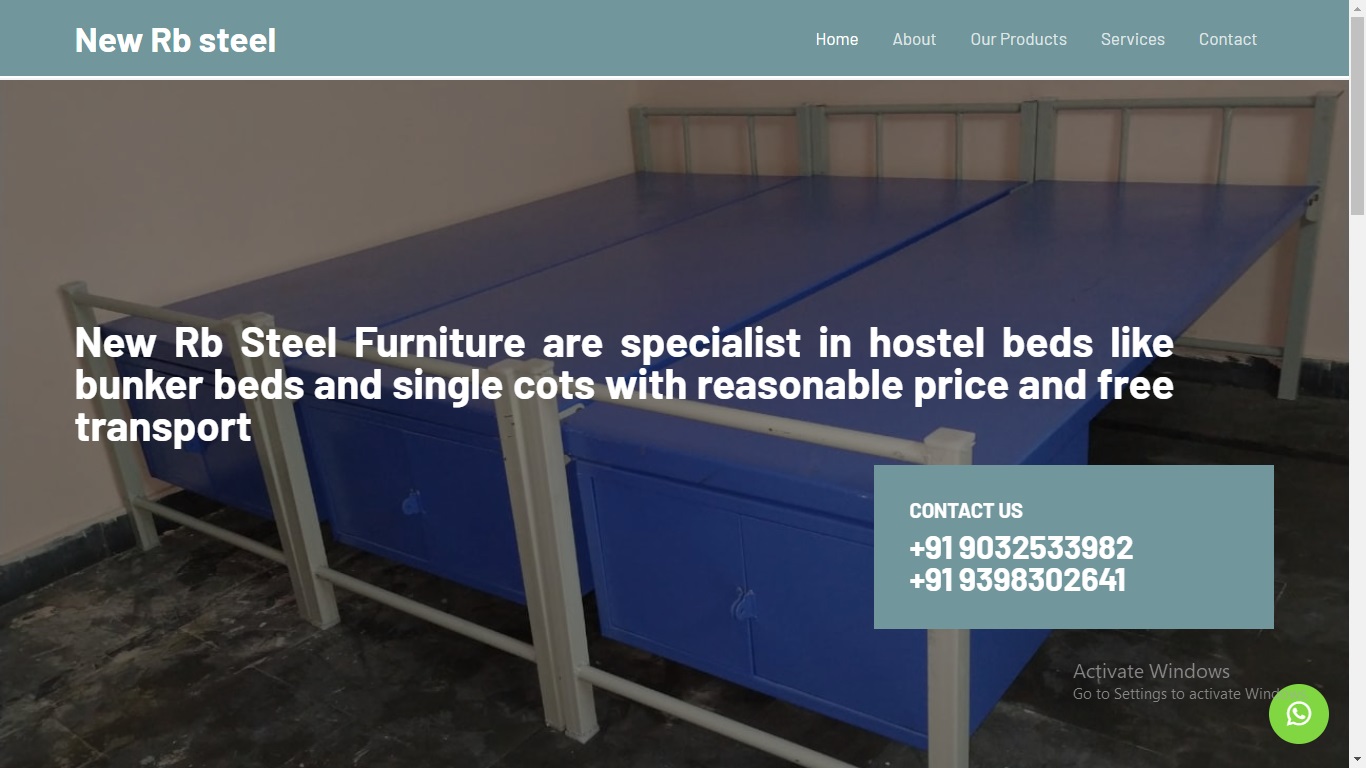 New Rb steel
Home About Our Products Services Contact
New Rb Steel Furniture are specialist in hostel beds like
bunker beds and single cots with reasonable price and free
transport
CONTACT US
+91 9032533982
+91 9398302641
Activate Windows
Go to Settings to activate Wind